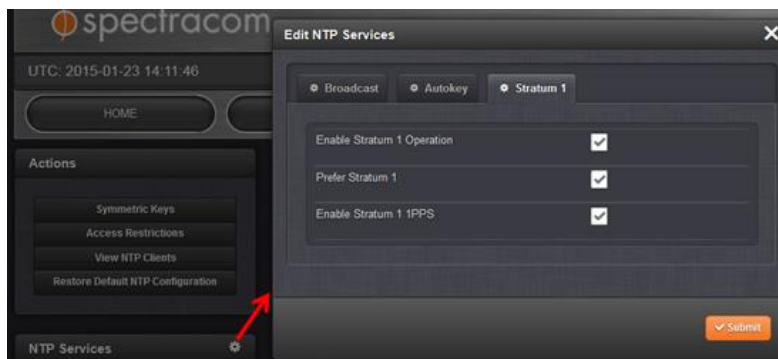 spectracom
UTC: 2015-01-23 14:11:46
HOME
Actions
Symmetric Keys
Access Restrictions
View NTP Clients
Restore Default NTP Configuration
NTP Services
Edit NTP Services
Broadcast
Autokey
Stratum 1
Enable Stratum 1 Operation
Prefer Stratum 1
Enable Stratum 1 1PPS
Submit